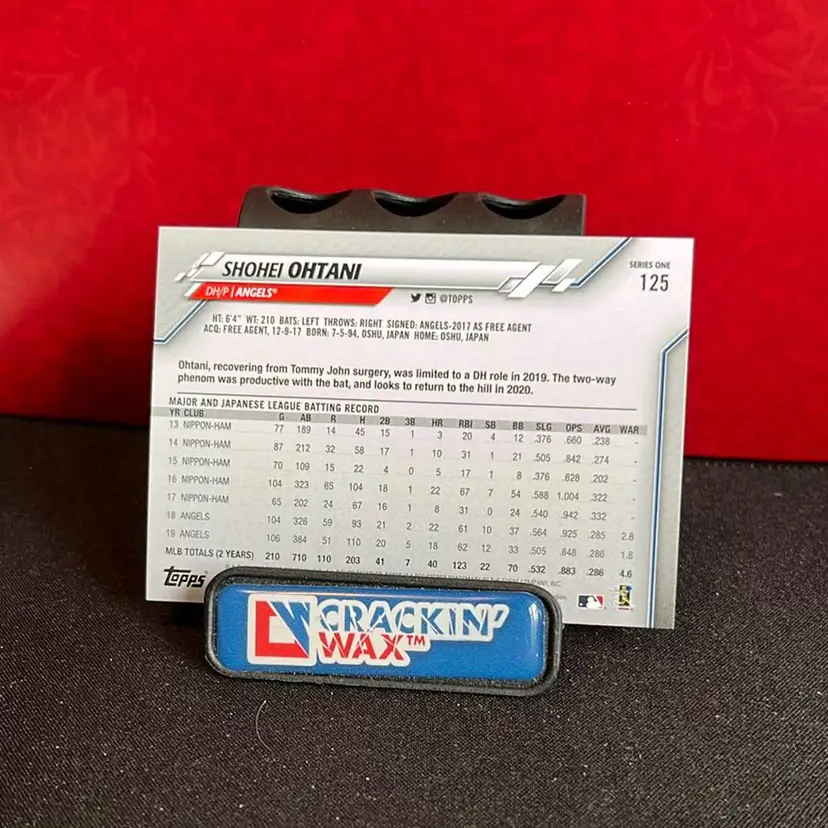 SHOHEI OHTANI
SERIES ONE
125
DH/P | ANGELS®
@TOPPS
HT: 6'4" WT: 210 BATS: LEFT THROWS: RIGHT SIGNED: ANGELS-2017 AS FREE AGENT
ACQ: FREE AGENT, 12-9-17 BORN: 7-5-94, OSHU, JAPAN HOME: OSHU, JAPAN
Ohtani, recovering from Tommy John surgery, was limited to a DH role in 2019. The two-way
phenom was productive with the bat, and looks to return to the hill in 2020.
MAJOR AND JAPANESE LEAGUE BATTING RECORD
YR CLUB G AB R H 2B 3B HR RBI SB BB SLG OPS AVG WAR
13 NIPPON-HAM 77 189 14 45 15 1 3 20 4 12 .376 .660 .238 -
14 NIPPON-HAM 87 212 32 58 17 1 10 31 1 21 .505 .842 .274 -
15 NIPPON-HAM 70 109 15 22 4 0 5 17 1 8 .376 .628 .202 -
16 NIPPON-HAM 104 323 65 104 18 1 22 67 7 54 .588 1.004 .322 -
17 NIPPON-HAM 65 202 24 67 16 1 8 31 0 24 .540 .942 .332 -
18 ANGELS 104 326 59 93 21 2 22 61 10 37 .564 .925 .285 2.8
19 ANGELS 106 384 51 110 20 5 18 62 12 33 .505 .848 .286 1.8
MLB TOTALS (2 YEARS) 210 710 110 203 41 7 40 123 22 70 .532 .883 .286 4.6
Topps
COMPANY, INC.
CW CRACKIN'
WAX™